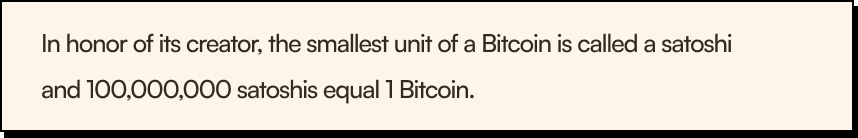 In honor of its creator, the smallest unit of a Bitcoin is called a satoshi
and 100,000,000 satoshis equal 1 Bitcoin.